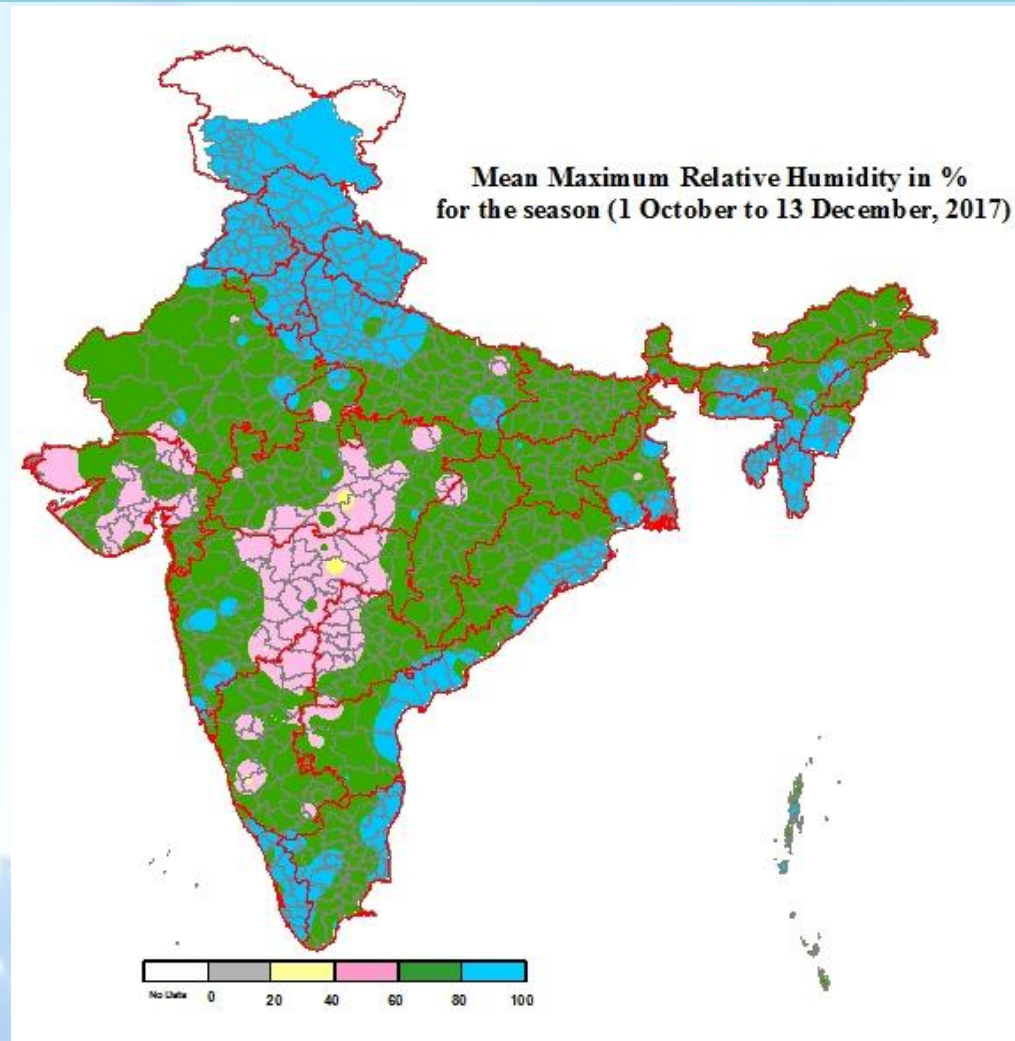 Mean Maximum Relative Humidity in %
for the season (1 October to 13 December, 2017)
No Data 0 20 40 60 80 100